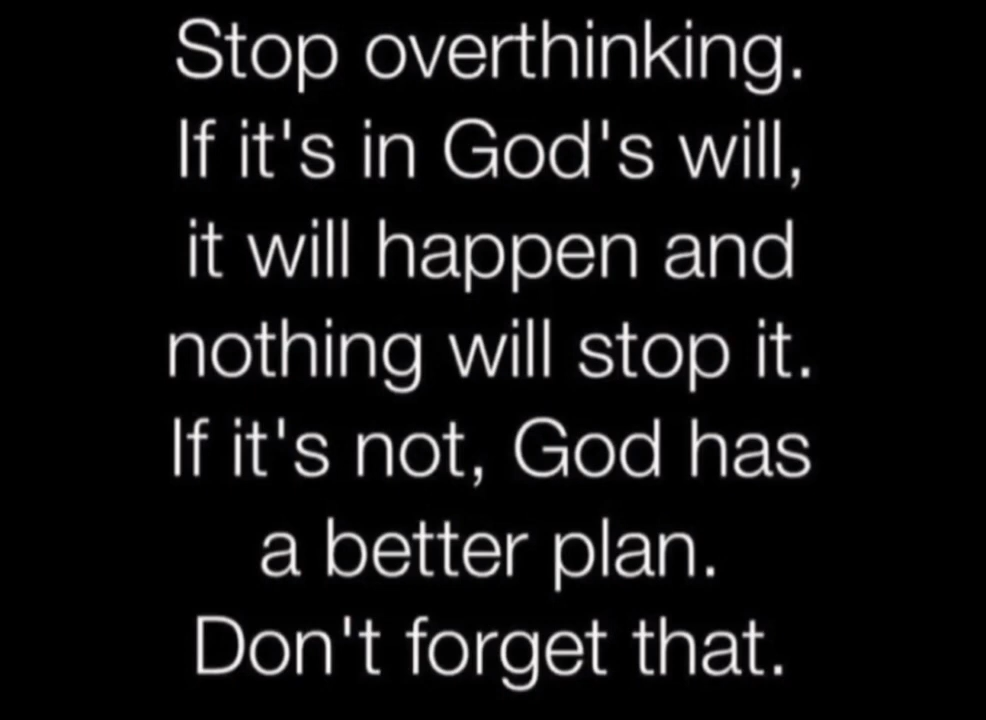 Stop overthinking.
If it's in God's will,
it will happen and
nothing will stop it.
If it's not, God has
a better plan.
Don't forget that.